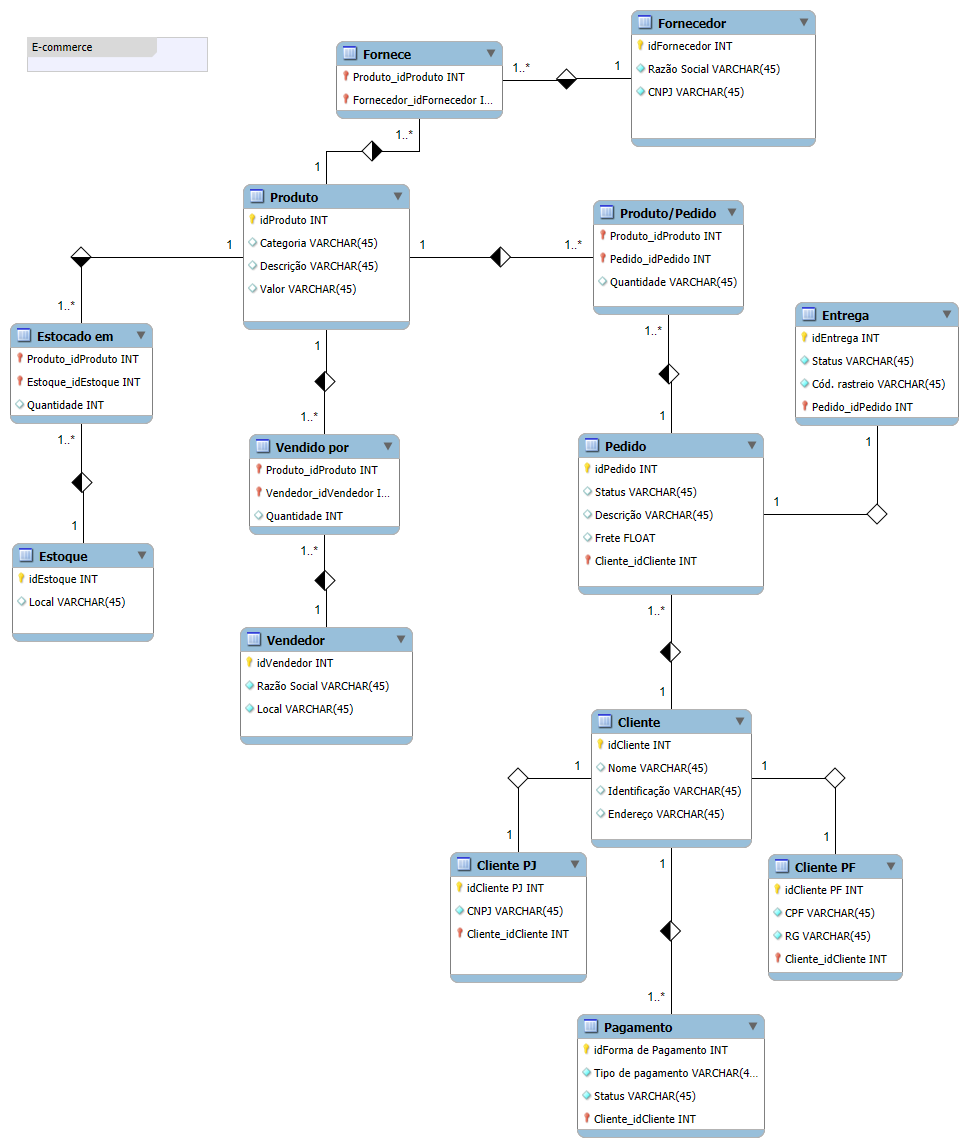 E-commerce
Fornece
Produto_idProduto INT
Fornecedor_idFornecedor I...
1..*
1
Fornecedor
idFornecedor INT
Razão Social VARCHAR(45)
CNPJ VARCHAR(45)
1..*
1
Produto
idProduto INT
Categoria VARCHAR(45)
Descrição VARCHAR(45)
Valor VARCHAR(45)
1
1..*
1
1..*
Produto/Pedido
Produto_idProduto INT
Pedido_idPedido INT
Quantidade VARCHAR(45)
Estocado em
Produto_idProduto INT
Estoque_idEstoque INT
Quantidade INT
1..*
1
Estoque
idEstoque INT
Local VARCHAR(45)
1
1..*
Vendido por
Produto_idProduto INT
Vendedor_idVendedor I...
Quantidade INT
1..*
1
Vendedor
idVendedor INT
Razão Social VARCHAR(45)
Local VARCHAR(45)
1..*
1
Entrega
idEntrega INT
Status VARCHAR(45)
Cód. rastreio VARCHAR(45)
Pedido_idPedido INT
1
1
Pedido
idPedido INT
Status VARCHAR(45)
Descrição VARCHAR(45)
Frete FLOAT
Cliente_idCliente INT
1..*
1
Cliente
idCliente INT
Nome VARCHAR(45)
Identificação VARCHAR(45)
Endereço VARCHAR(45)
1
1
1
1
Cliente PJ
idCliente PJ INT
CNPJ VARCHAR(45)
Cliente_idCliente INT
Cliente PF
idCliente PF INT
CPF VARCHAR(45)
RG VARCHAR(45)
Cliente_idCliente INT
1
1..*
Pagamento
idForma de Pagamento INT
Tipo de pagamento VARCHAR(4...
Status VARCHAR(45)
Cliente_idCliente INT